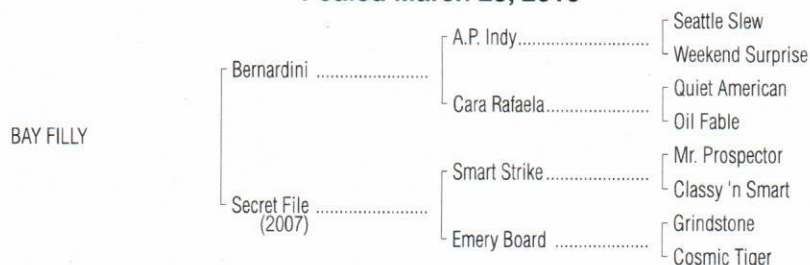 Seattle Slew
A.P. Indy
Weekend Surprise
Bernardini
Quiet American
Cara Rafaela
Oil Fable
BAY FILLY
Mr. Prospector
Smart Strike
Classy 'n Smart
Secret File
(2007)
Grindstone
Emery Board
Cosmic Tiger